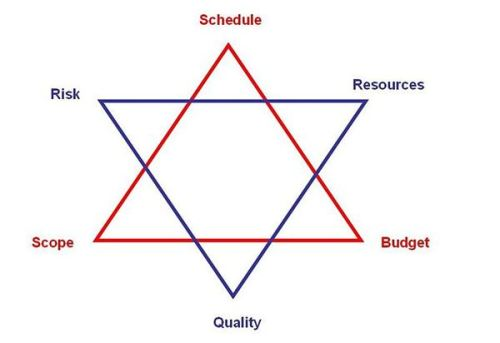 Schedule
Risk
Resources
Scope
Budget
Quality